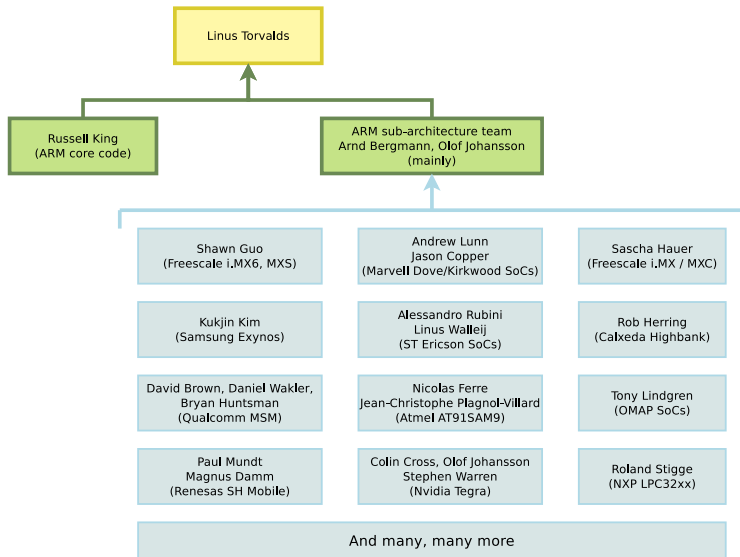 Linus Torvalds
Russell King
(ARM core code)
ARM sub-architecture team
Arnd Bergmann, Olof Johansson
(mainly)
Shawn Guo
(Freescale i.MX6, MXS)
Andrew Lunn
Jason Copper
(Marvell Dove/Kirkwood SoCs)
Sascha Hauer
(Freescale i.MX / MXC)
Kukjin Kim
(Samsung Exynos)
Alessandro Rubini
Linus Walleij
(ST Ericson SoCs)
Rob Herring
(Calxeda Highbank)
David Brown, Daniel Wakler,
Bryan Huntsman
(Qualcomm MSM)
Nicolas Ferre
Jean-Christophe Plagnol-Villard
(Atmel AT91SAM9)
Tony Lindgren
(OMAP SoCs)
Paul Mundt
Magnus Damm
(Renesas SH Mobile)
Colin Cross, Olof Johansson
Stephen Warren
(Nvidia Tegra)
Roland Stigge
(NXP LPC32xx)
And many, many more